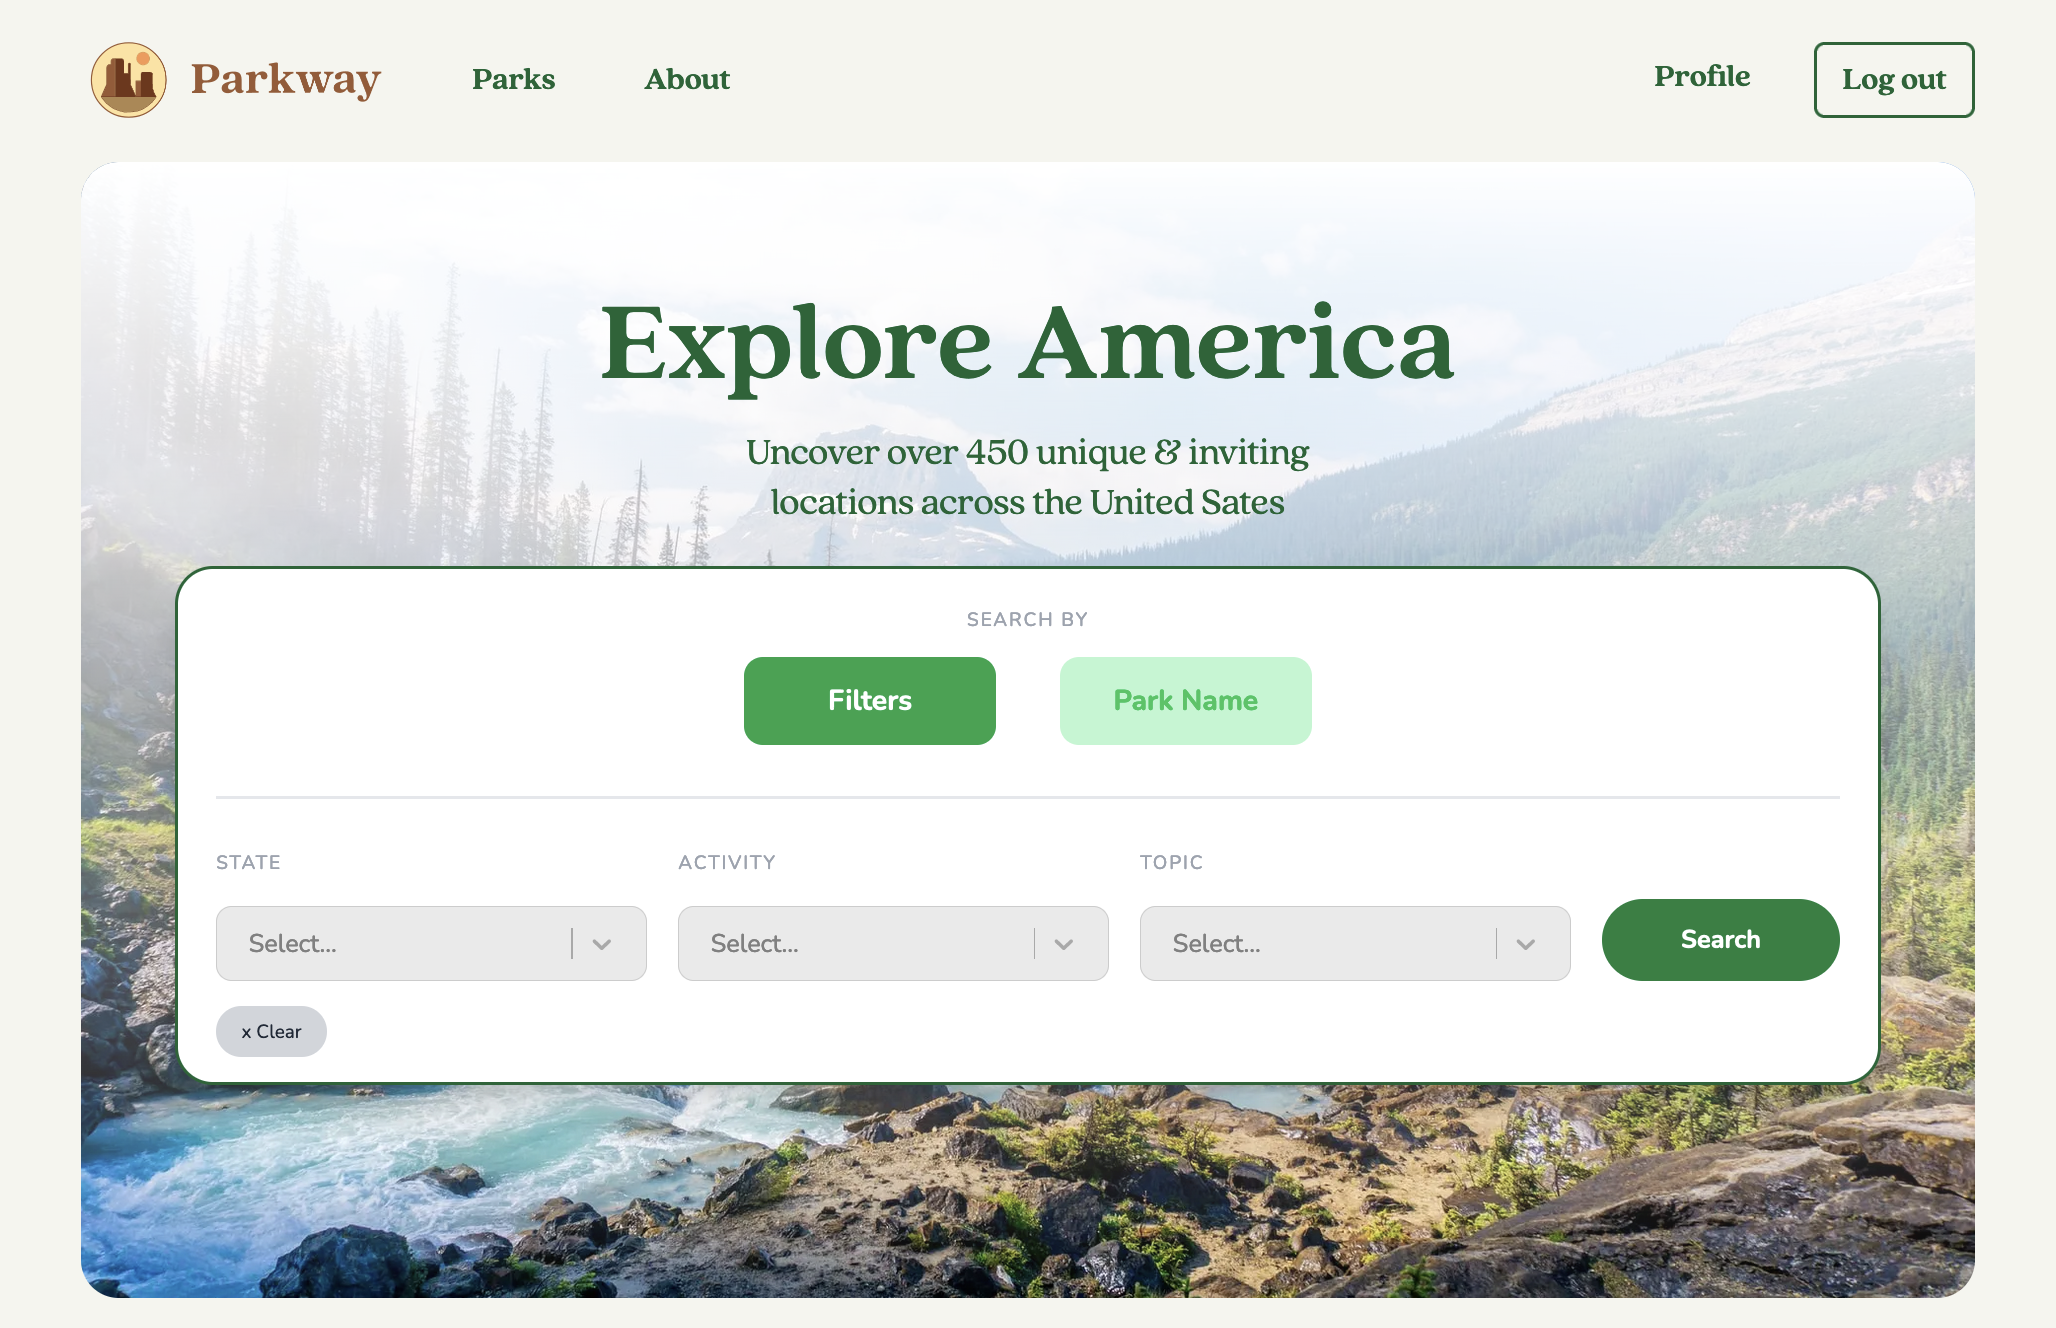 Parkway
Parks
About
Profile
Log out
Explore America
Uncover over 450 unique & inviting
locations across the United Sates
SEARCH BY
Filters
Park Name
STATE
ACTIVITY
TOPIC
Select...
Select...
Select...
Search
x Clear